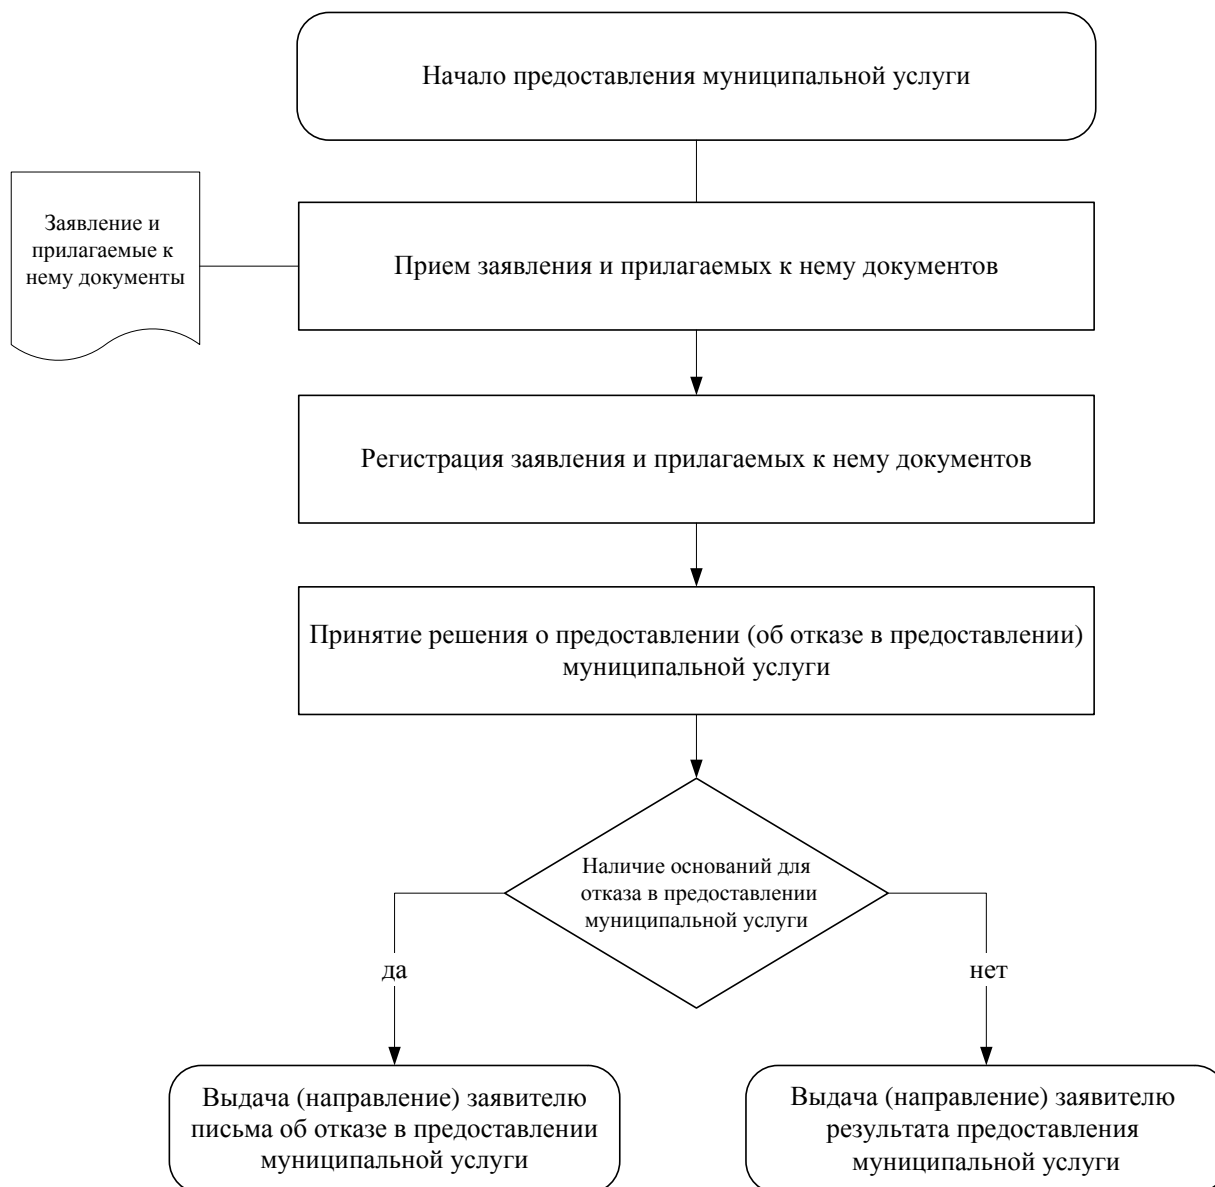 Начало предоставления муниципальной услуги
Заявление и
прилагаемые к
нему документы
Прием заявления и прилагаемых к нему документов
Регистрация заявления и прилагаемых к нему документов
Принятие решения о предоставлении (об отказе в предоставлении)
муниципальной услуги
Наличие оснований для
отказа в предоставлении
муниципальной услуги
да
нет
Выдача (направление) заявителю
письма об отказе в предоставлении
муниципальной услуги
Выдача (направление) заявителю
результата предоставления
муниципальной услуги